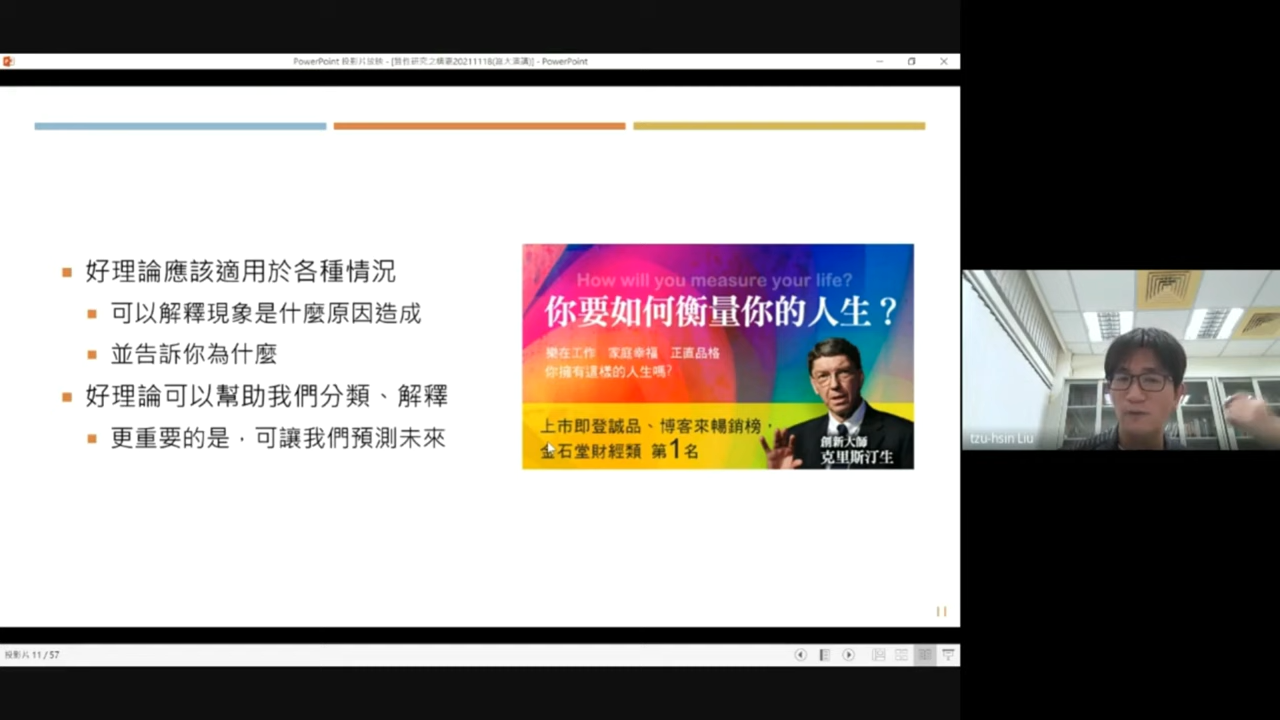 PowerPoint 投影片放映 - [質性研究之精要20211118(政大演講)] - PowerPoint
好理論應該適用於各種情況
可以解釋現象是什麼原因造成
並告訴你為什麼
好理論可以幫助我們分類、解釋
更重要的是，可讓我們預測未來
How will you measure your life?
你要如何衡量你的人生？
樂在工作 家庭幸福 正直品格
你擁有這樣的人生嗎?
上市即登誠品、博客來暢銷榜，
金石堂財經類 第1名
創新大師
克里斯汀生
tzu-hsin Liu
11
投影片 11 / 57